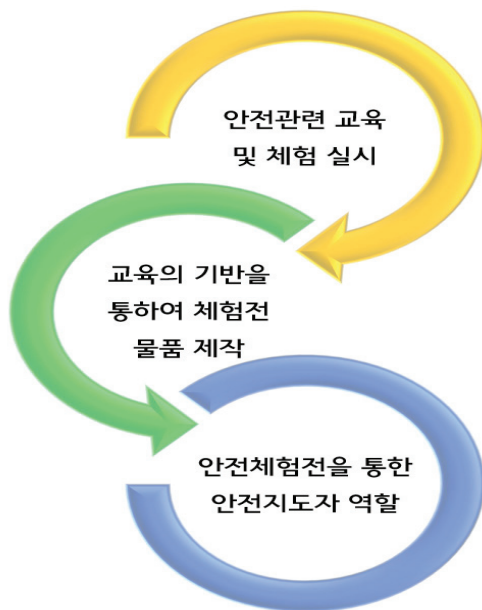 안전관련 교육
및 체험 실시
교육의 기반을
통하여 체험전
물품 제작
안전체험전을 통한
안전지도자 역할